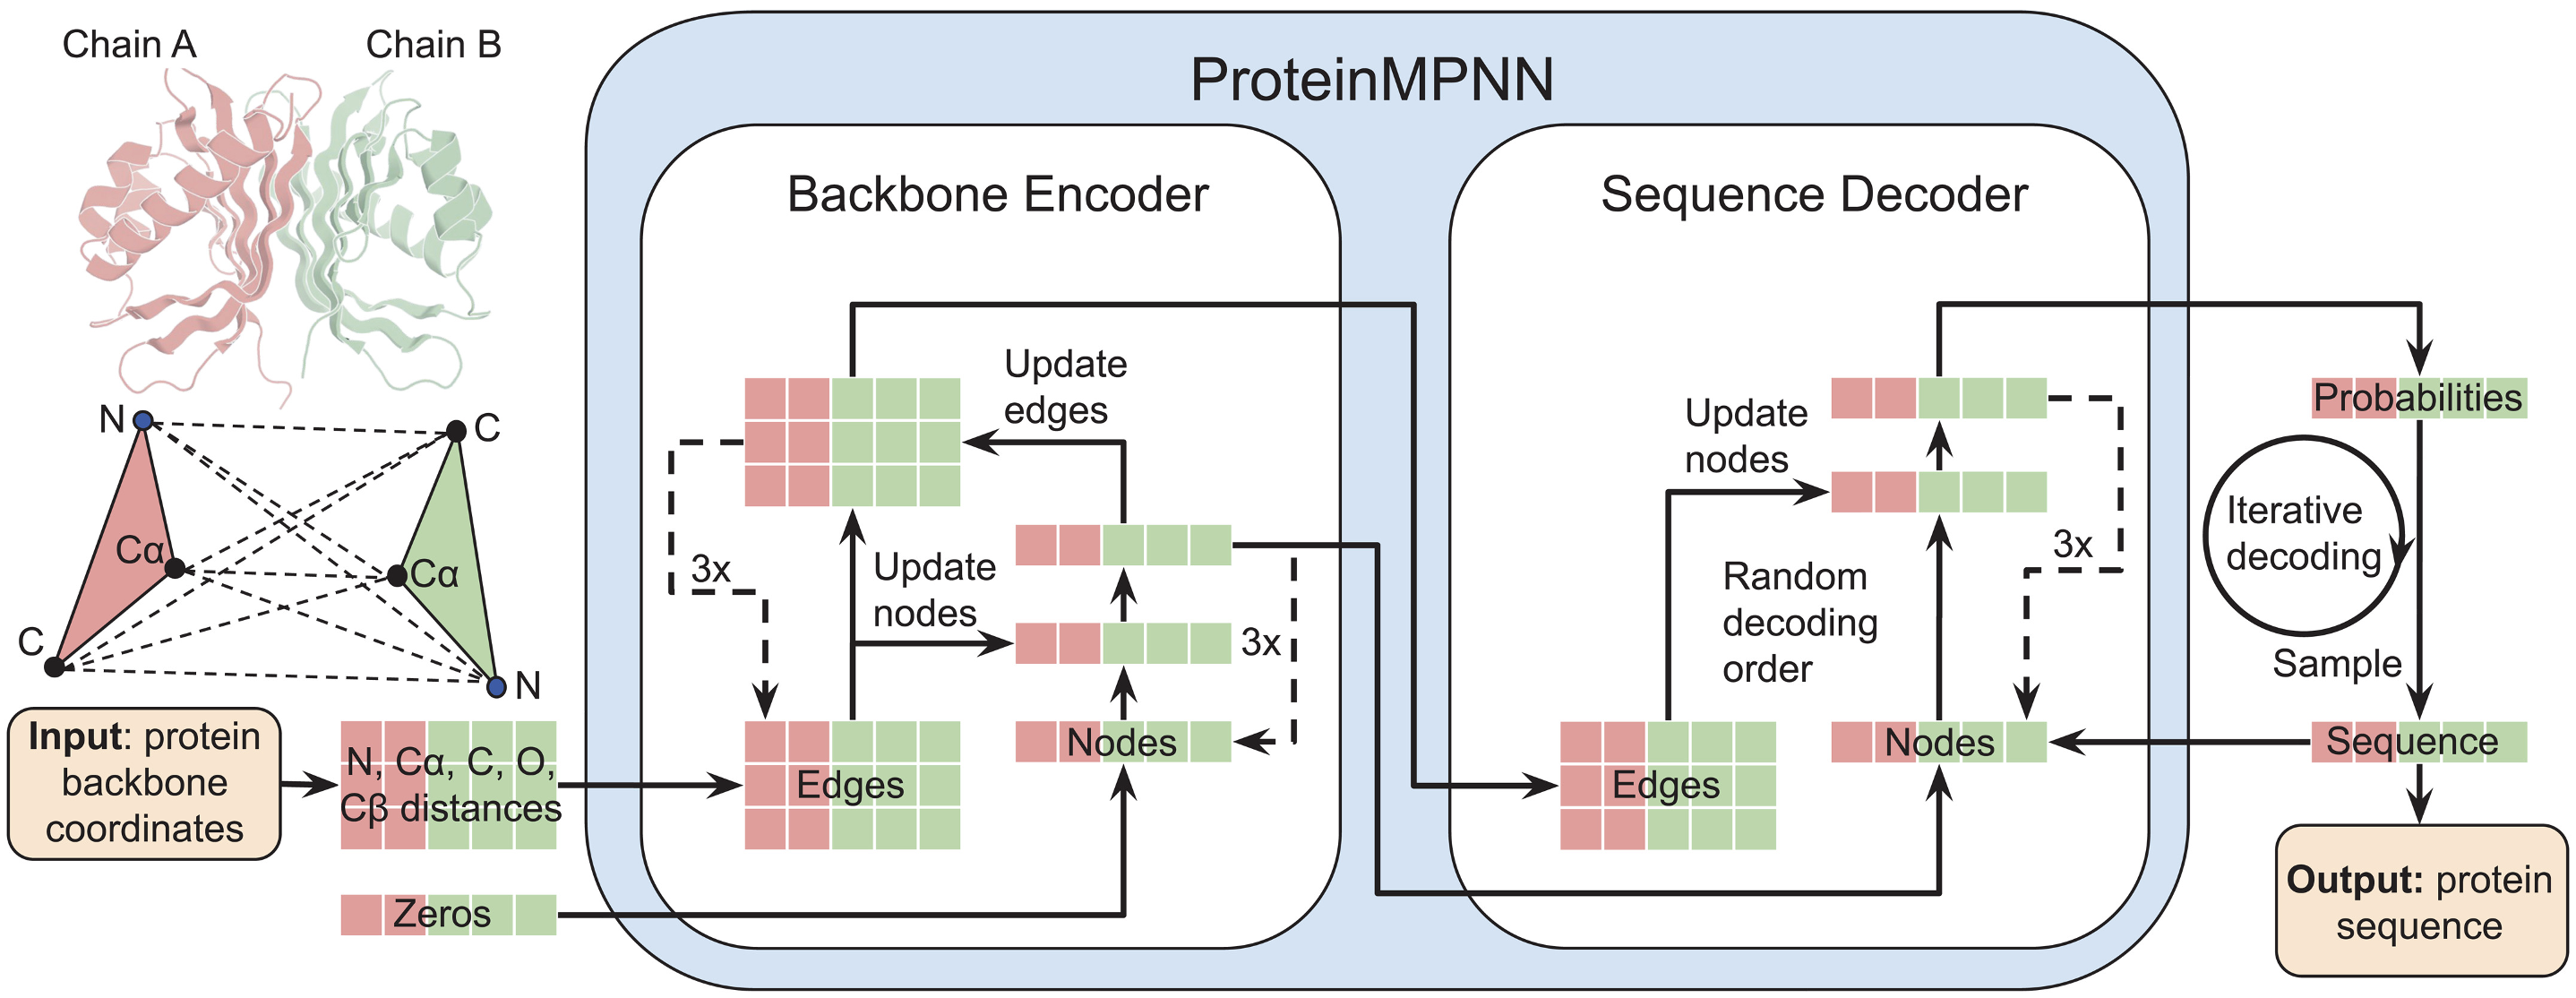 Chain A
Chain B
N
C
Cα
Cα
C
N
Input: protein
backbone
coordinates
N, Cα, C, O,
Cβ distances
Zeros
ProteinMPNN
Backbone Encoder
Update
edges
3x
Update
nodes
3x
Edges
Nodes
Sequence Decoder
Update
nodes
Random
decoding
order
3x
Edges
Nodes
Probabilities
Iterative
decoding
Sample
Sequence
Output: protein
sequence